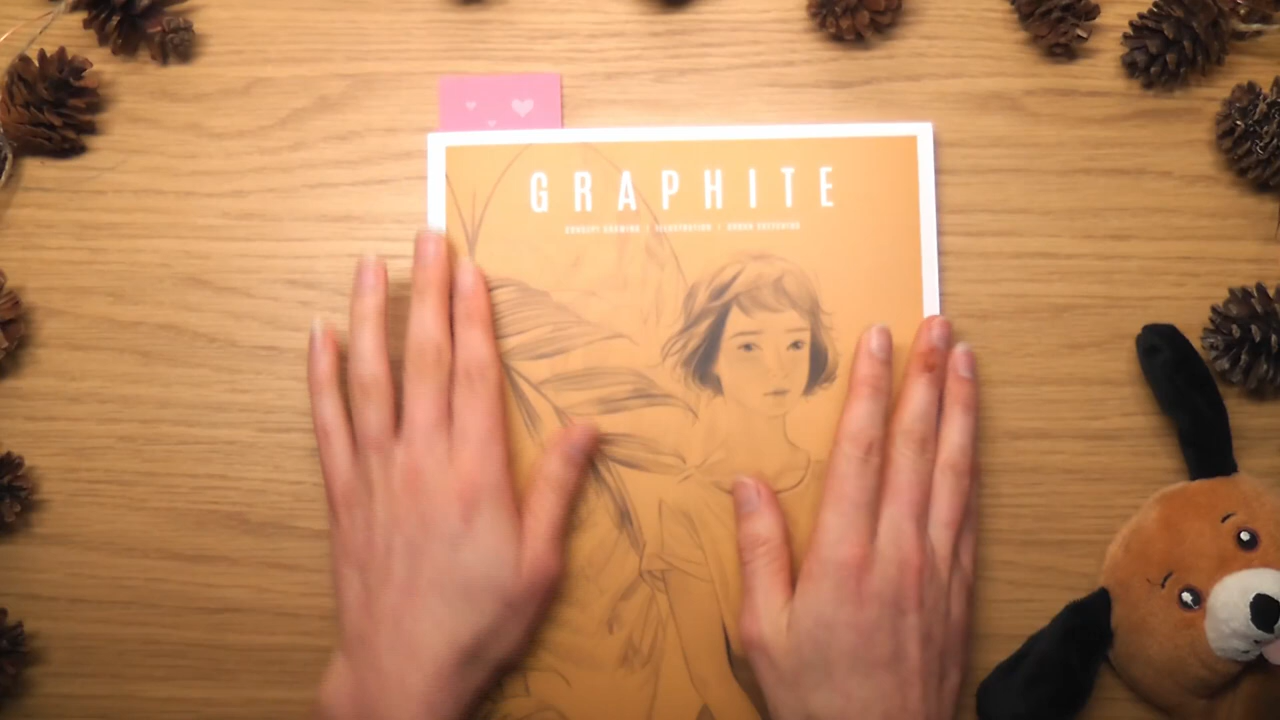 GRAPHITE
CONCEPT DRAWING | ILLUSTRATION | URBAN SKETCHING